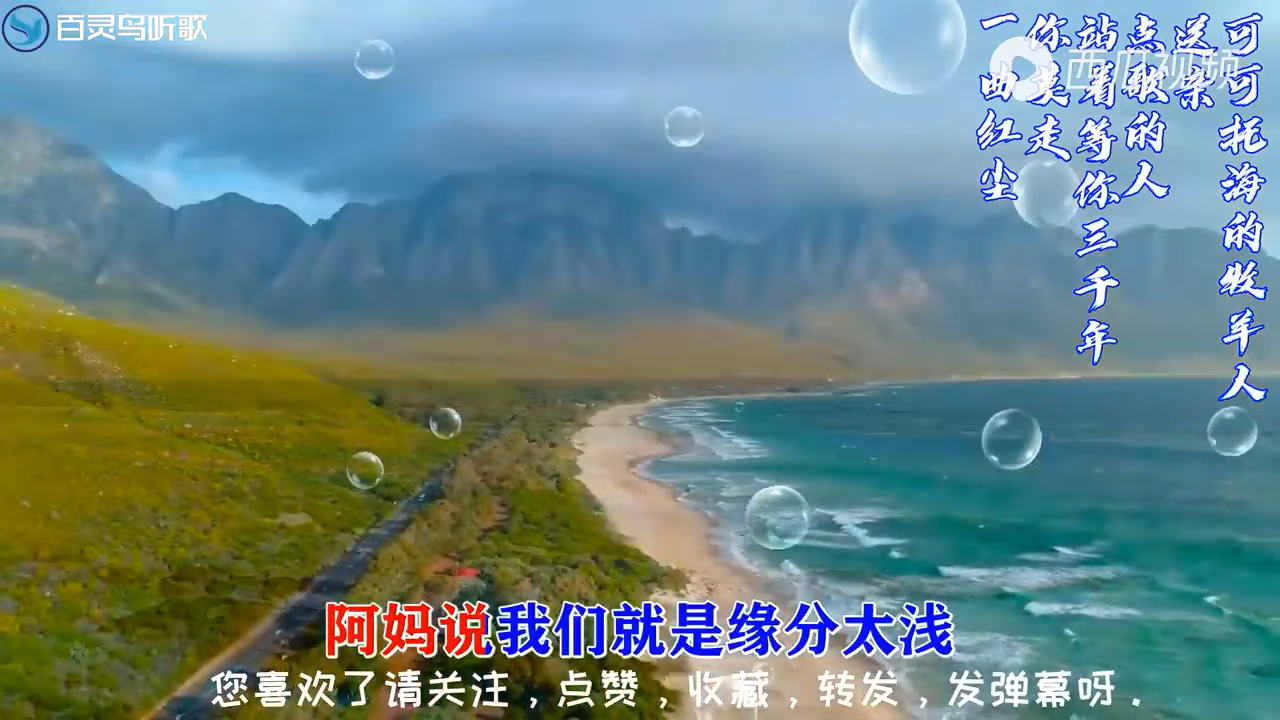 百灵鸟听歌
西瓜视频
可可托海的牧羊人
送亲
点歌的人
站着等你三千年
你莫走
一曲红尘
阿妈说我们就是缘分太浅
您喜欢了请关注，点赞，收藏，转发，发弹幕呀．